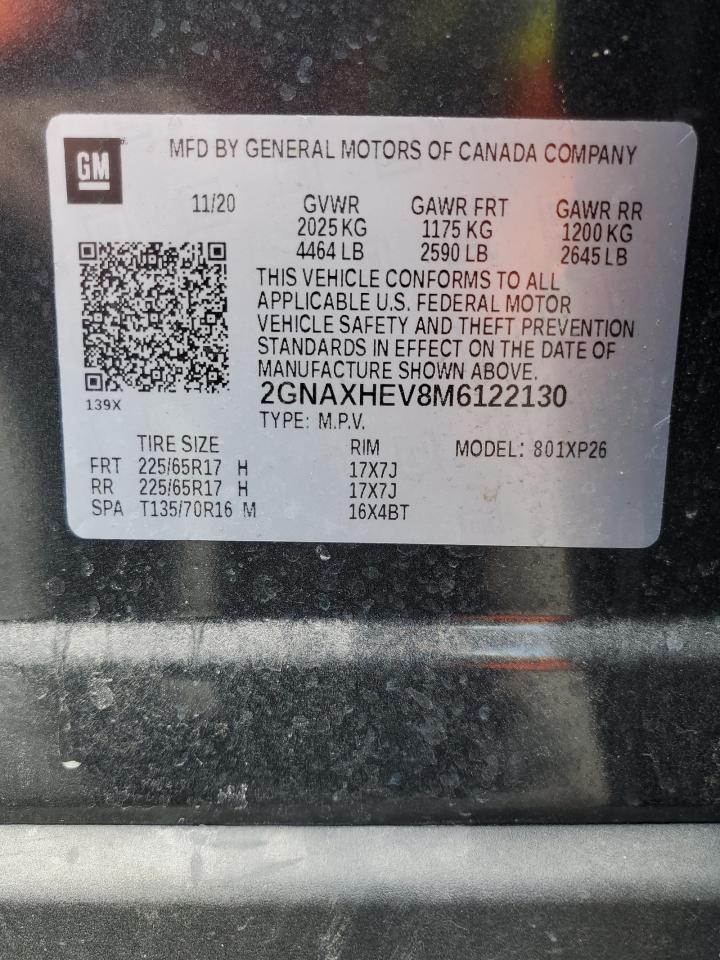 GM
MFD BY GENERAL MOTORS OF CANADA COMPANY
11/20 GVWR GAWR FRT GAWR RR
2025 KG 1175 KG 1200 KG
4464 LB 2590 LB 2645 LB
THIS VEHICLE CONFORMS TO ALL
APPLICABLE U.S. FEDERAL MOTOR
VEHICLE SAFETY AND THEFT PREVENTION
STANDARDS IN EFFECT ON THE DATE OF
MANUFACTURE SHOWN ABOVE.
139X
2GNAXHEV8M6122130
TYPE: M.P.V.
TIRE SIZE RIM MODEL: 801XP26
FRT 225/65R17 H 17X7J
RR 225/65R17 H 17X7J
SPA T135/70R16 M 16X4BT